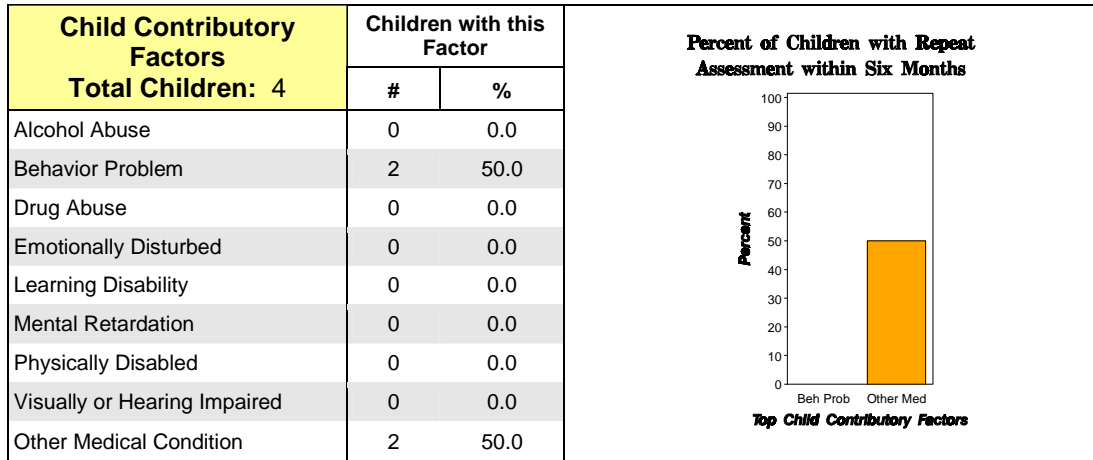 Child Contributory
Factors
Total Children: 4
Children with this
Factor
# %
Alcohol Abuse 0 0.0
Behavior Problem 2 50.0
Drug Abuse 0 0.0
Emotionally Disturbed 0 0.0
Learning Disability 0 0.0
Mental Retardation 0 0.0
Physically Disabled 0 0.0
Visually or Hearing Impaired 0 0.0
Other Medical Condition 2 50.0
Percent of Children with Repeat
Assessment within Six Months
100
90
80
70
60
50
40
30
20
10
0
Percent
Beh Prob Other Med
Top Child Contributory Factors